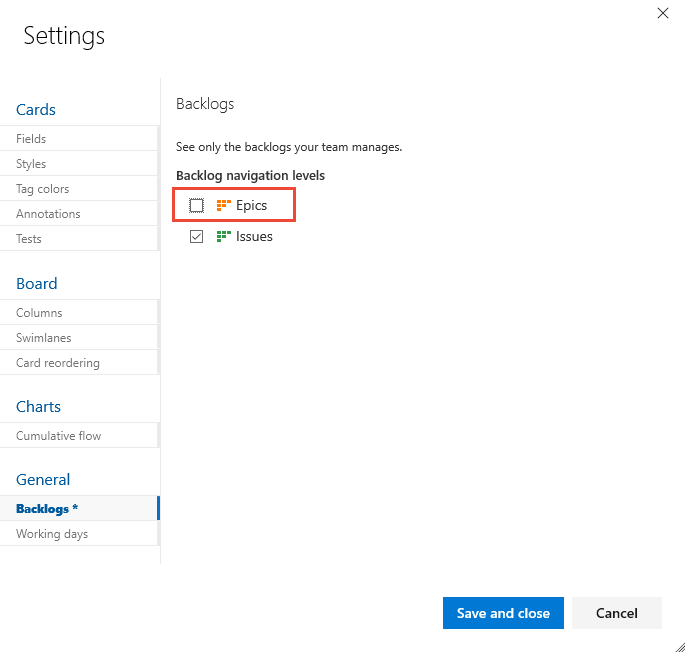 Settings
Cards
Fields
Styles
Tag colors
Annotations
Tests
Board
Columns
Swimlanes
Card reordering
Charts
Cumulative flow
General
Backlogs *
Working days
Backlogs
See only the backlogs your team manages.
Backlog navigation levels
Epics
Issues
Save and close
Cancel